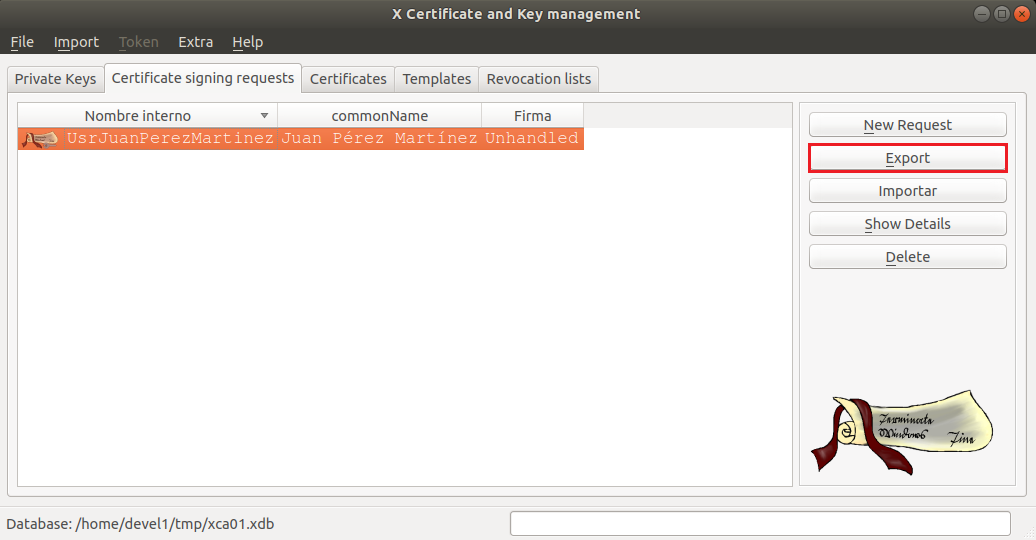 X Certificate and Key management
File Import Token Extra Help
Private Keys Certificate signing requests Certificates Templates Revocation lists
Nombre interno commonName Firma
UsrJuanPerezMartinez Juan Pérez Martínez Unhandled
New Request
Export
Importar
Show Details
Delete
Terminate
Windows Fine
Database: /home/devel1/tmp/xca01.xdb